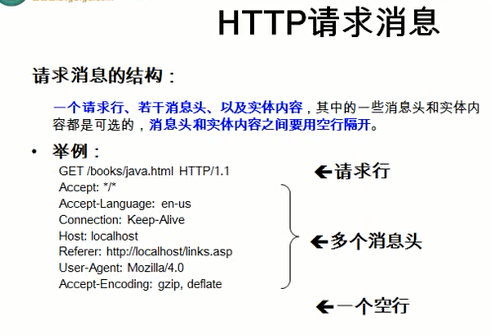 HTTP请求消息
请求消息的结构：
一个请求行、若干消息头、以及实体内容，其中的一些消息头和实体内
容都是可选的，消息头和实体内容之间要用空行隔开。
• 举例：
GET /books/java.html HTTP/1.1
←请求行
Accept: */*
Accept-Language: en-us
Connection: Keep-Alive
Host: localhost
←多个消息头
Referer: http://localhost/links.asp
User-Agent: Mozilla/4.0
Accept-Encoding: gzip, deflate
←一个空行